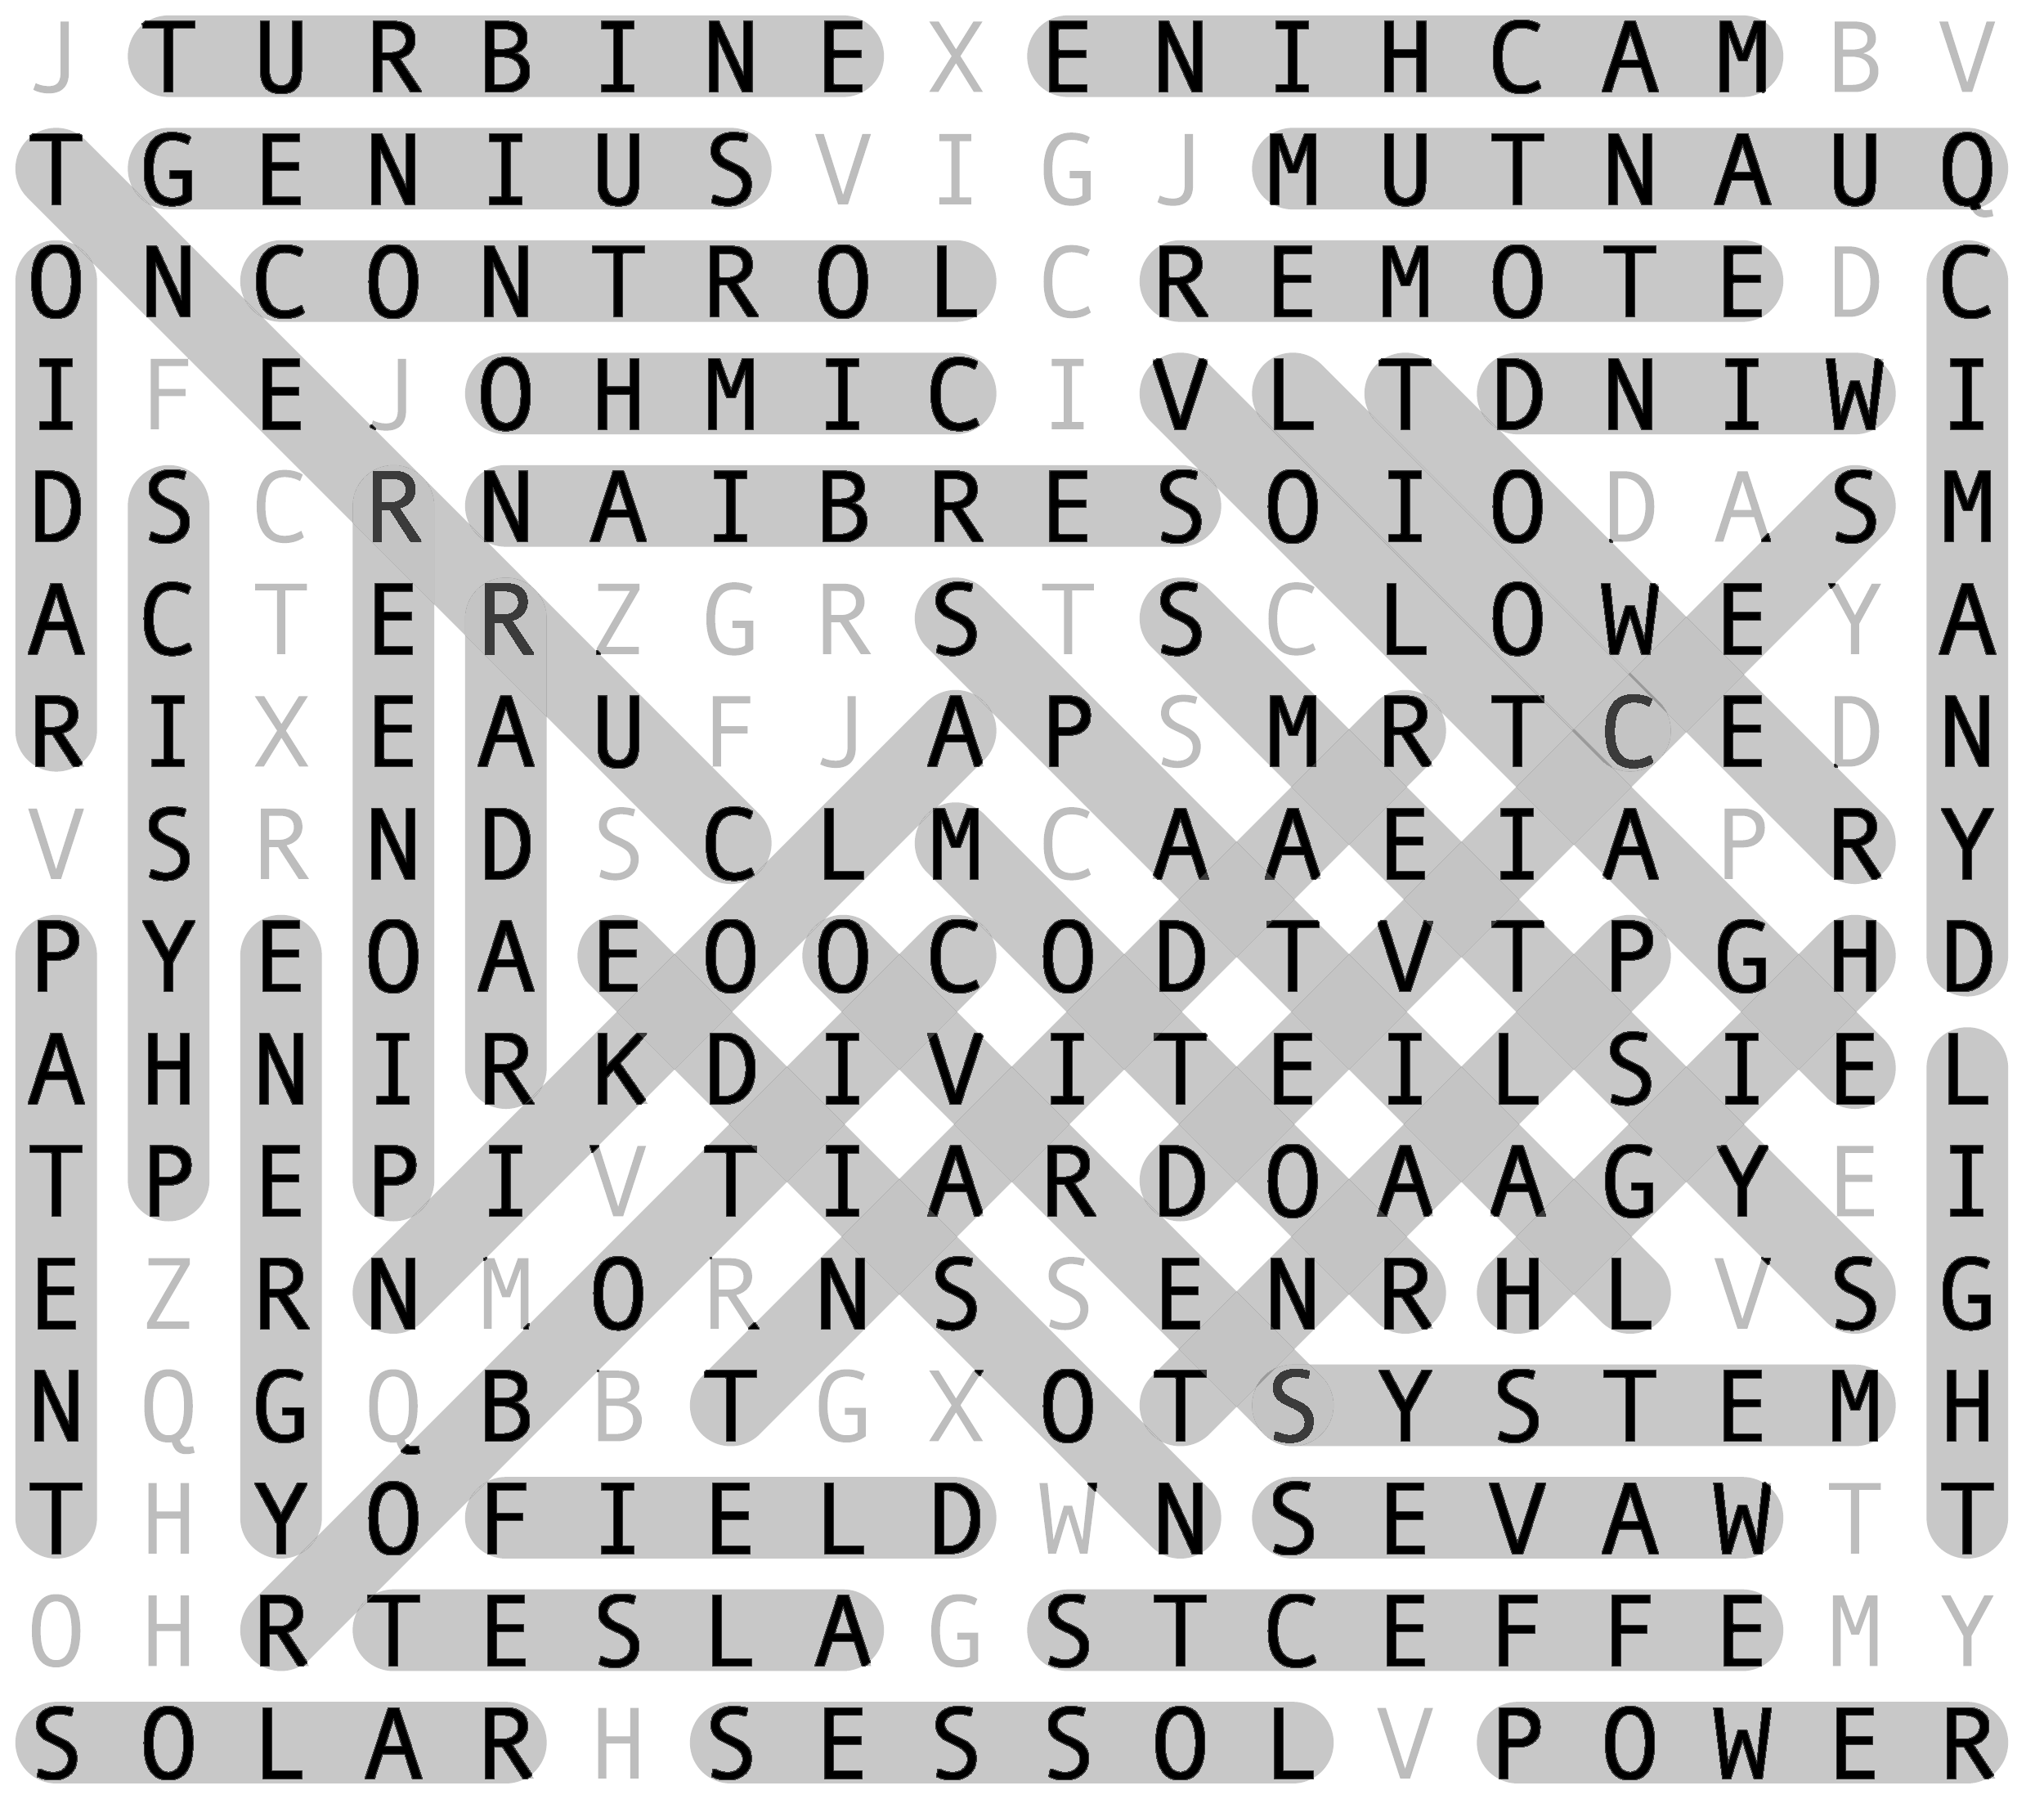 J T U R B I N E X E N I H C A M B V
T G E N I U S V I G J M U T N A U Q
O N C O N T R O L C R E M O T E D C
I F E J O H M I C I V L T D N I W I
D S C R N A I B R E S O I O D A S M
A C T E R Z G R S T S C L O W E Y A
R I X E A U F J A P S M R T C E D N
V S R N D S C L M C A A E I A P R Y
P Y E O A E O O C O D T V T P G H D
A H N I R K D I V I T E I L S I E L
T P E P I V T I A R D O A A G Y E I
E Z R N M O R N S S E N R H L V S G
N Q G Q B B T G X O T S Y S T E M H
T H Y O F I E L D W N S E V A W T T
O H R T E S L A G S T C E F F E M Y
S O L A R H S E S S O L V P O W E R